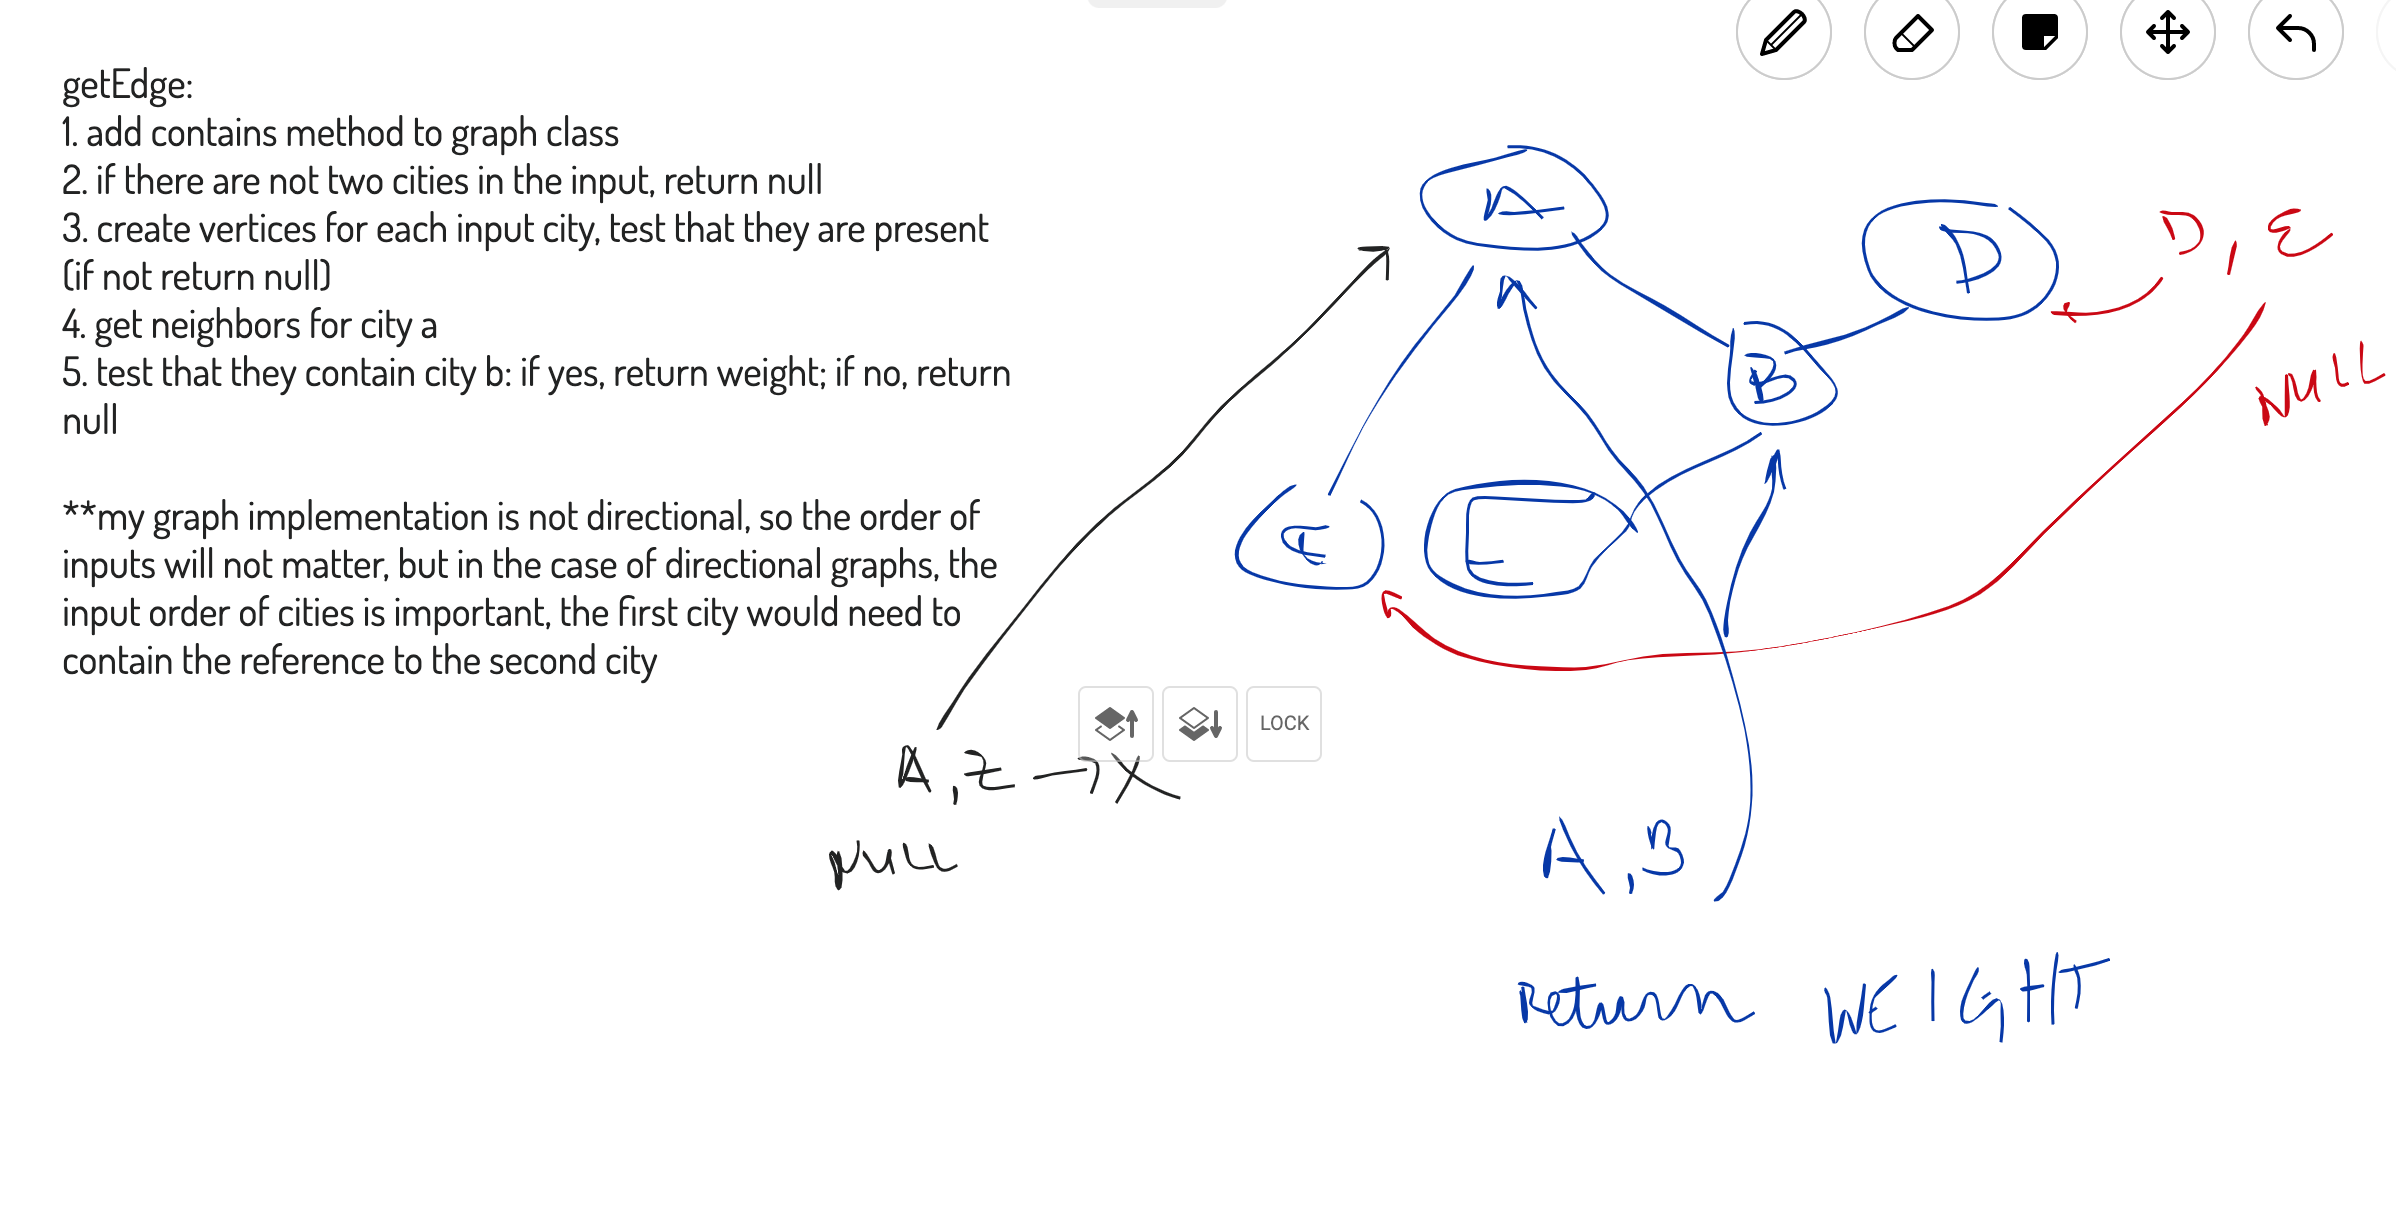 getEdge:
1. add contains method to graph class
2. if there are not two cities in the input, return null
3. create vertices for each input city, test that they are present
(if not return null)
4. get neighbors for city a
5. test that they contain city b: if yes, return weight; if no, return
null
**my graph implementation is not directional, so the order of
inputs will not matter, but in the case of directional graphs, the
input order of cities is important, the first city would need to
contain the reference to the second city
A
D
D, E
B
NULL
E
LOCK
A, Z → X
NULL
A, B
Return WEIGHT